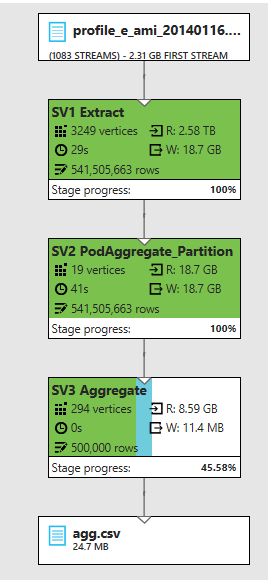 profile_e_ami_20140116....
(1083 STREAMS) - 2.31 GB FIRST STREAM
SV1 Extract
3249 vertices R: 2.58 TB
29s W: 18.7 GB
541,505,663 rows
Stage progress: 100%
SV2 PodAggregate_Partition
19 vertices R: 18.7 GB
41s W: 18.7 GB
541,505,663 rows
Stage progress: 100%
SV3 Aggregate
294 vertices R: 8.59 GB
0s W: 11.4 MB
500,000 rows
Stage progress: 45.58%
agg.csv
24.7 MB